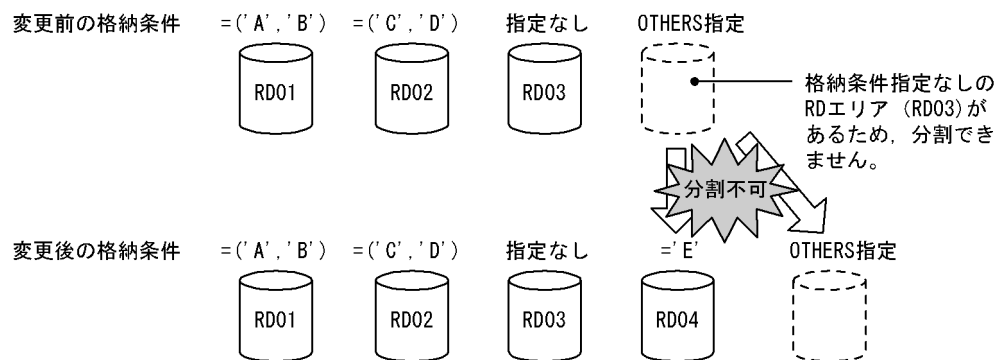 変更前の格納条件 =('A','B') =('C','D') 指定なし OTHERS指定
RD01 RD02 RD03
格納条件指定なしの
RDエリア(RD03)が
あるため，分割でき
ません。
分割不可
変更後の格納条件 =('A','B') =('C','D') 指定なし ='E' OTHERS指定
RD01 RD02 RD03 RD04